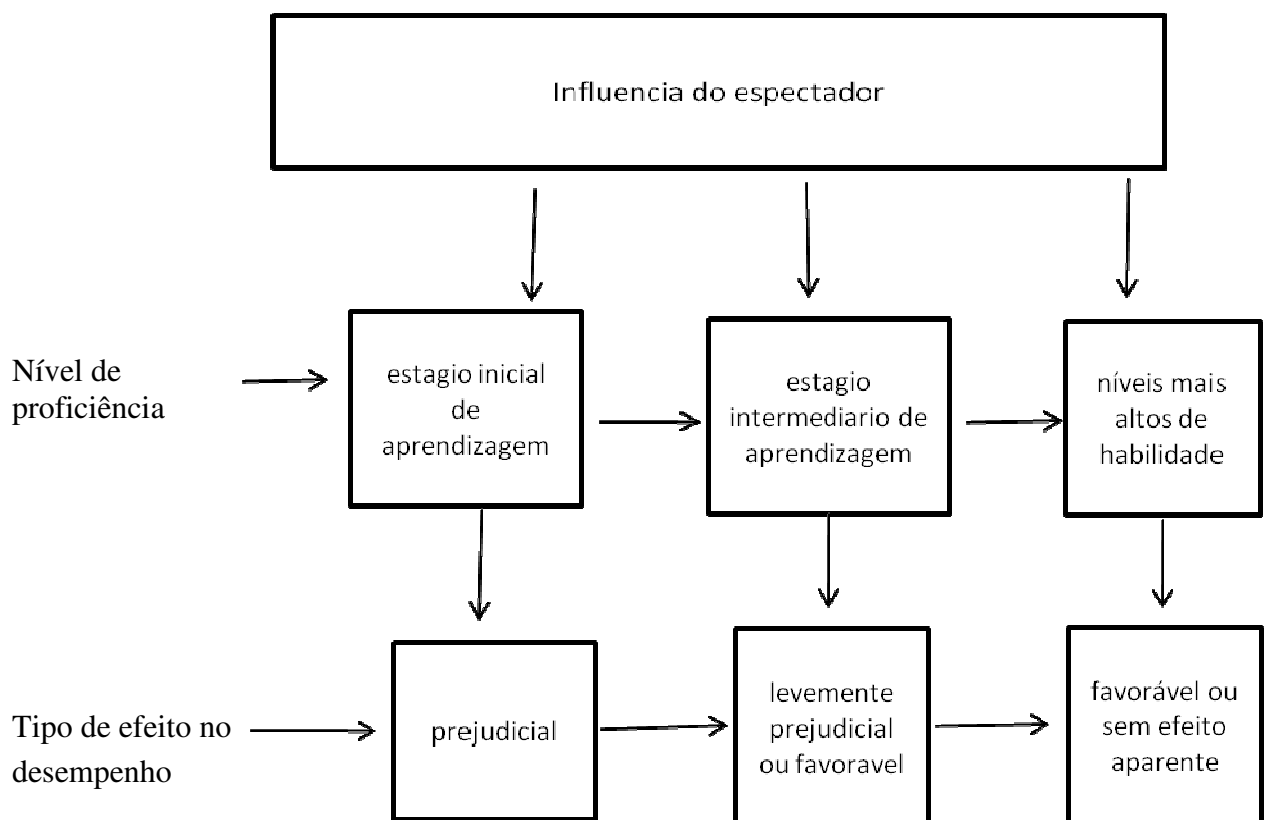 Influencia do espectador
Nível de
proficiência
estagio inicial
de
aprendizagem
estagio
intermediario de
aprendizagem
níveis mais
altos de
habilidade
Tipo de efeito no
desempenho
prejudicial
levemente
prejudicial
ou favoravel
favorável ou
sem efeito
aparente